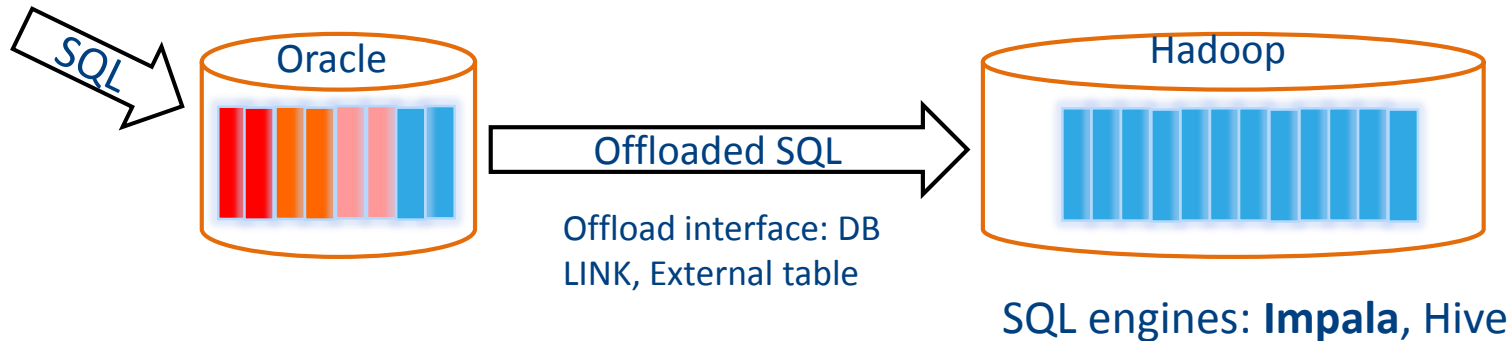 SQL
Oracle
Hadoop
Offloaded SQL
Offload interface: DB
LINK, External table
SQL engines: Impala, Hive